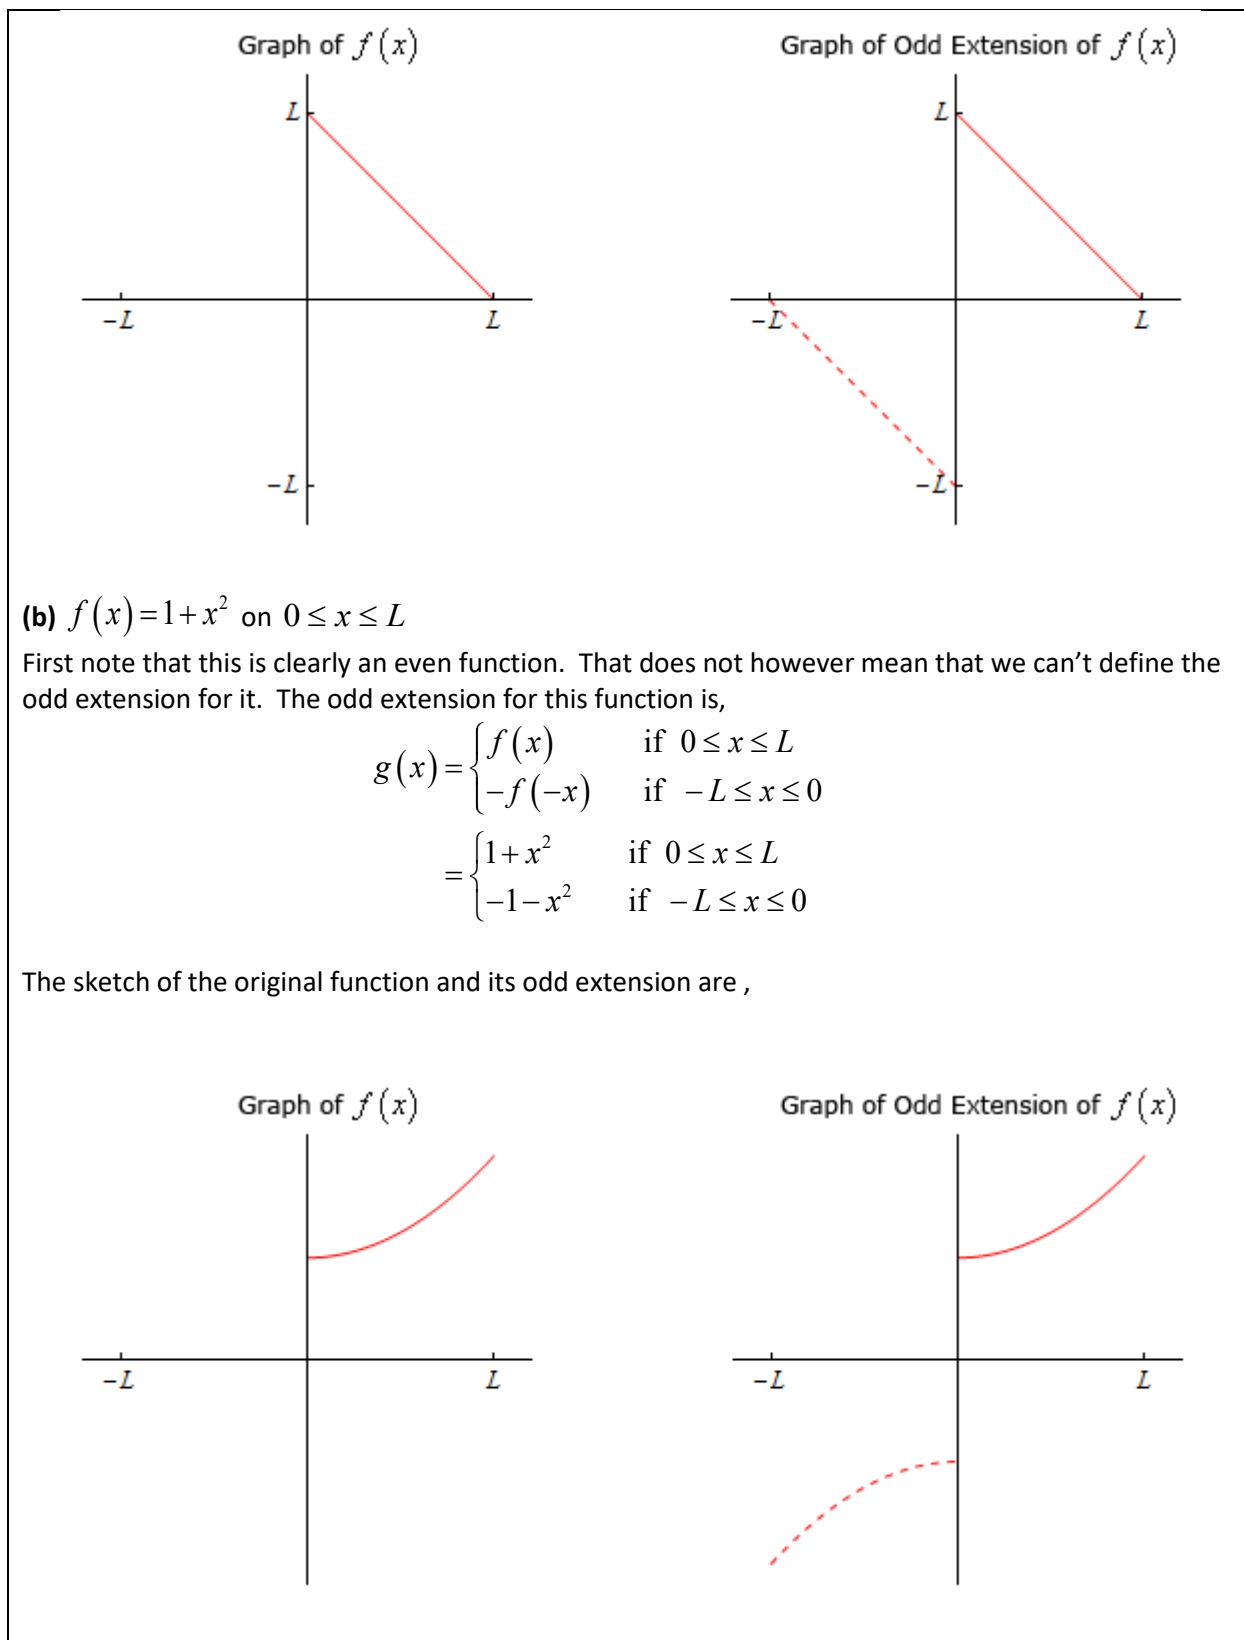 Graph of f(x) Graph of Odd Extension of f(x)
L L
−L L −L L
−L −L
(b) f(x)=1+x² on 0≤x≤L
First note that this is clearly an even function. That does not however mean that we can’t define the
odd extension for it. The odd extension for this function is,
g(x)={f(x) if 0≤x≤L
−f(−x) if −L≤x≤0
={1+x² if 0≤x≤L
−1−x² if −L≤x≤0
The sketch of the original function and its odd extension are ,
Graph of f(x) Graph of Odd Extension of f(x)
−L L −L L